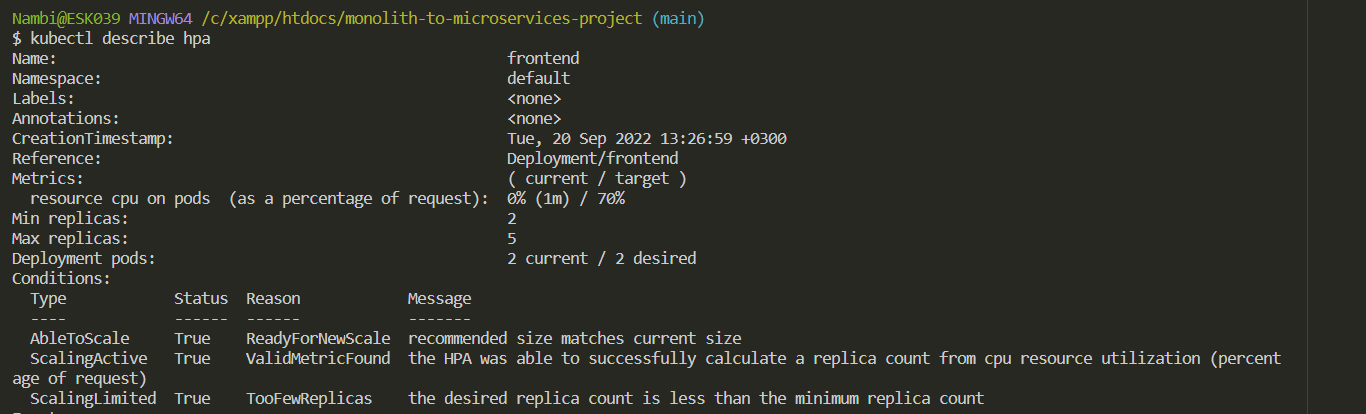 Nambi@ESK039 MINGW64 /c/xampp/htdocs/monolith-to-microservices-project (main)
$ kubectl describe hpa
Name: frontend
Namespace: default
Labels: <none>
Annotations: <none>
CreationTimestamp: Tue, 20 Sep 2022 13:26:59 +0300
Reference: Deployment/frontend
Metrics: ( current / target )
  resource cpu on pods  (as a percentage of request):  0% (1m) / 70%
Min replicas: 2
Max replicas: 5
Deployment pods: 2 current / 2 desired
Conditions:
  Type            Status  Reason            Message
  ----            ------  ------            -------
  AbleToScale     True    ReadyForNewScale  recommended size matches current size
  ScalingActive   True    ValidMetricFound  the HPA was able to successfully calculate a replica count from cpu resource utilization (percent
age of request)
  ScalingLimited  True    TooFewReplicas    the desired replica count is less than the minimum replica count